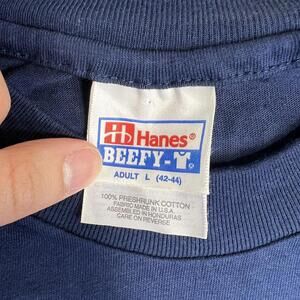 Hanes®
BEEFY-T®
ADULT L (42-44)
100% PRESHRUNK COTTON
FABRIC MADE IN U.S.A.
ASSEMBLED IN HONDURAS
CARE ON REVERSE